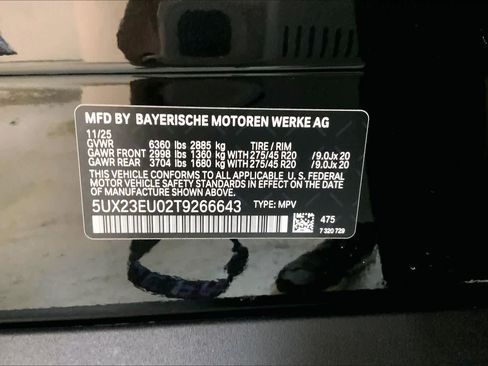 MFD BY BAYERISCHE MOTOREN WERKE AG
11/25
GVWR 6360 lbs 2885 kg TIRE / RIM
GAWR FRONT 2998 lbs 1360 kg WITH 275/45 R20 / 9.0Jx 20
GAWR REAR 3704 lbs 1680 kg WITH 275/45 R20 / 9.0Jx 20
THIS VEHICLE CONFORMS TO ALL APPLICABLE U. S. FEDERAL
MOTOR VEHICLE SAFETY STANDARDS IN EFFECT ON THE DATE
OF MANUFACTURE SHOWN ABOVE.
5UX23EU02T9266643 TYPE: MPV
475
7 320 729